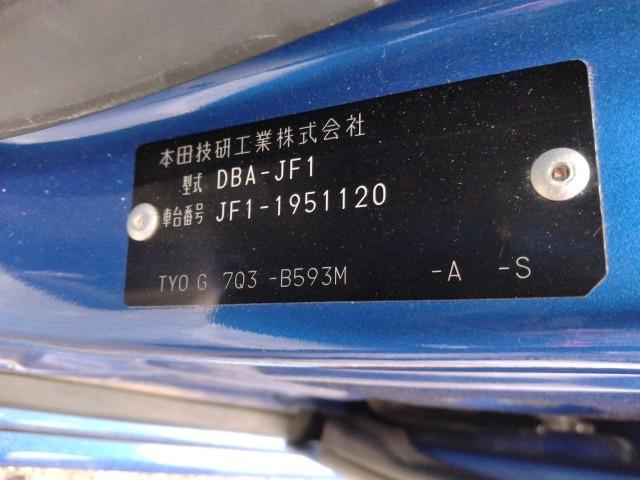 本田技研工業株式会社
型式 DBA-JF1
車台番号 JF1-1951120
TYO G 7Q3 -B593M -A -S